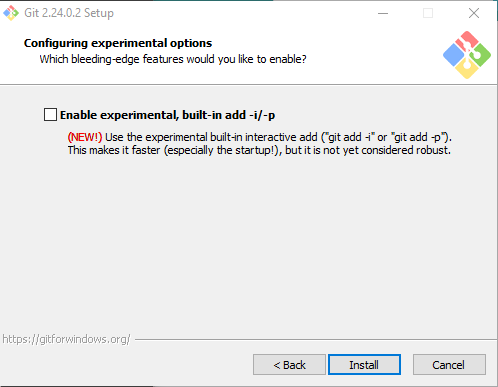 Git 2.24.0.2 Setup
Configuring experimental options
Which bleeding-edge features would you like to enable?
Enable experimental, built-in add -i/-p
(NEW!) Use the experimental built-in interactive add ("git add -i" or "git add -p").
This makes it faster (especially the startup!), but it is not yet considered robust.
https://gitforwindows.org/
< Back
Install
Cancel